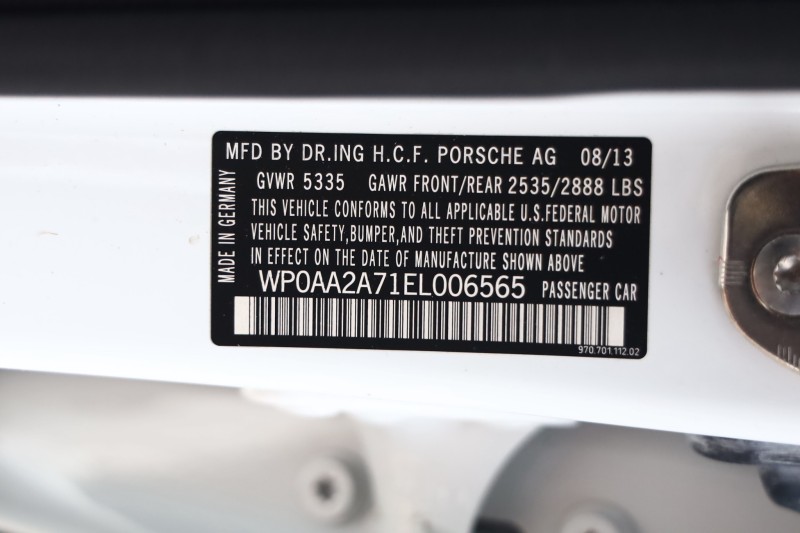 MFD BY DR.ING H.C.F. PORSCHE AG 08/13
GVWR 5335 GAWR FRONT/REAR 2535/2888 LBS
THIS VEHICLE CONFORMS TO ALL APPLICABLE U.S.FEDERAL MOTOR
VEHICLE SAFETY,BUMPER,AND THEFT PREVENTION STANDARDS
IN EFFECT ON THE DATE OF MANUFACTURE SHOWN ABOVE
WP0AA2A71EL006565 PASSENGER CAR
970.701.112.02
MADE IN GERMANY